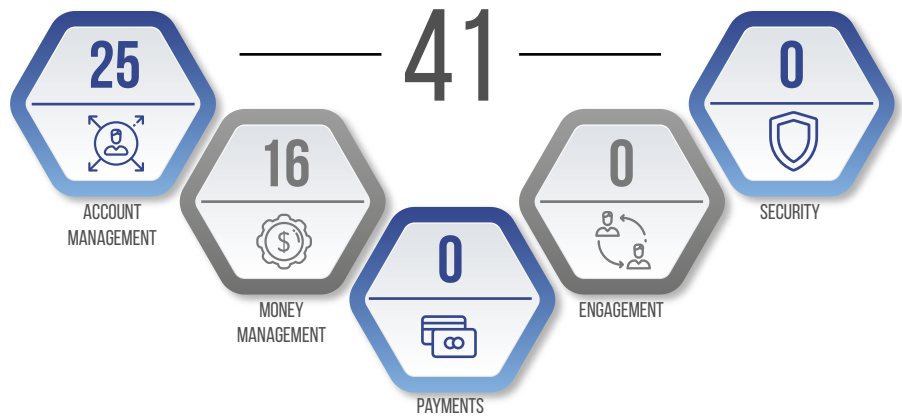 41
25
ACCOUNT
MANAGEMENT
16
$
MONEY
MANAGEMENT
0
PAYMENTS
0
ENGAGEMENT
0
SECURITY